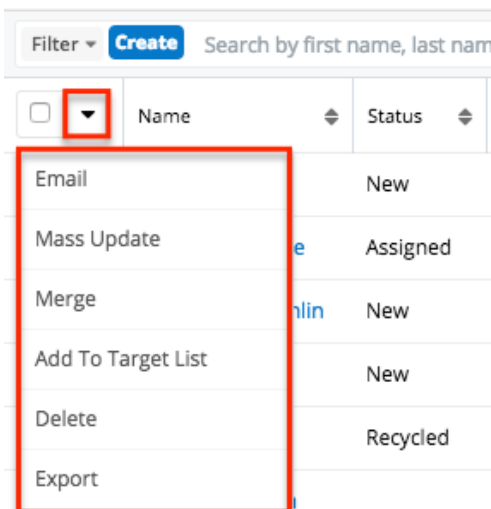 Filter Create Search by first name, last nam
Name Status
Email New
Mass Update e Assigned
Merge nlin New
Add To Target List New
Delete Recycled
Export